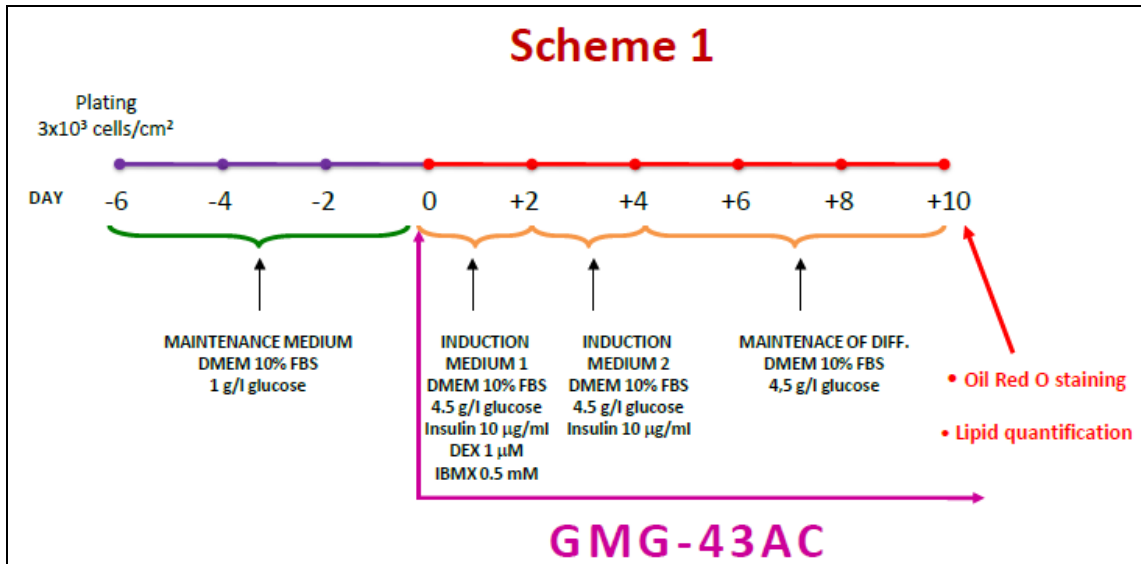 Scheme 1
Plating
3x10³ cells/cm²
DAY -6 -4 -2 0 +2 +4 +6 +8 +10
MAINTENANCE MEDIUM
DMEM 10% FBS
1 g/l glucose
INDUCTION
MEDIUM 1
DMEM 10% FBS
4.5 g/l glucose
Insulin 10 µg/ml
DEX 1 µM
IBMX 0.5 mM
INDUCTION
MEDIUM 2
DMEM 10% FBS
4.5 g/l glucose
Insulin 10 µg/ml
MAINTENACE OF DIFF.
DMEM 10% FBS
4,5 g/l glucose
• Oil Red O staining
• Lipid quantification
GMG-43AC